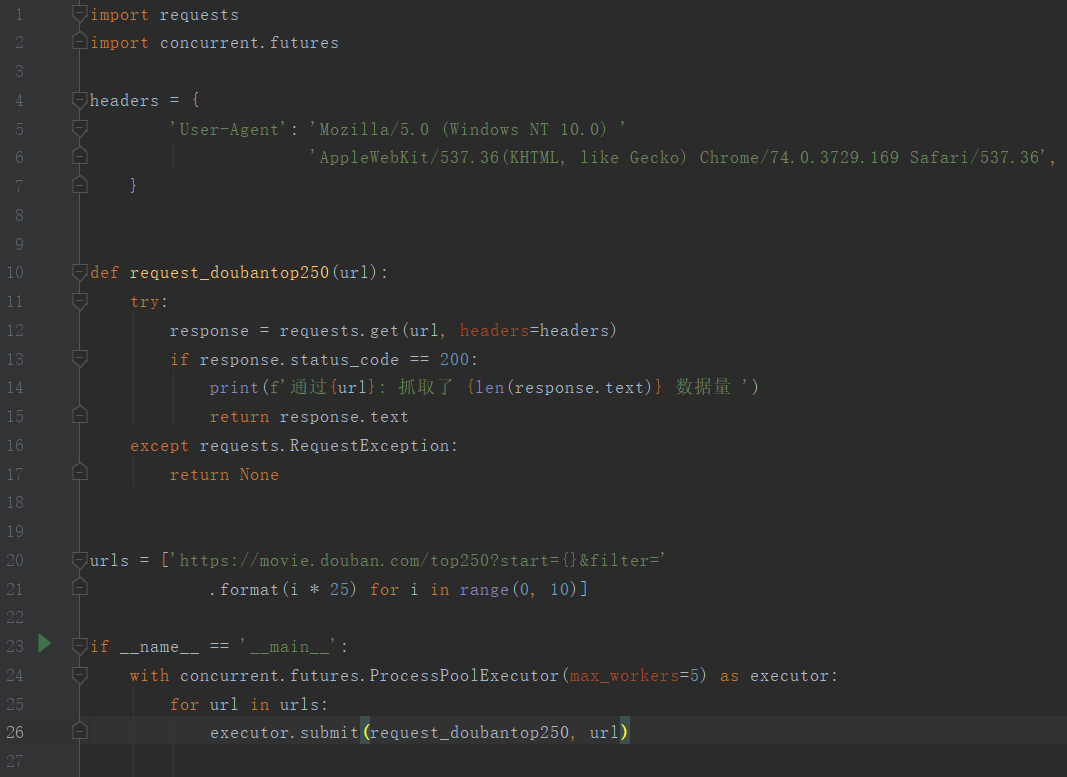 1 import requests
2 import concurrent.futures
3
4 headers = {
5         'User-Agent': 'Mozilla/5.0 (Windows NT 10.0) '
6                       'AppleWebKit/537.36(KHTML, like Gecko) Chrome/74.0.3729.169 Safari/537.36',
7     }
8
9
10 def request_doubantop250(url):
11     try:
12         response = requests.get(url, headers=headers)
13         if response.status_code == 200:
14             print(f'通过{url}: 抓取了 {len(response.text)} 数据量 ')
15             return response.text
16     except requests.RequestException:
17         return None
18
19
20 urls = ['https://movie.douban.com/top250?start={}&filter='
21             .format(i * 25) for i in range(0, 10)]
22
23 if __name__ == '__main__':
24     with concurrent.futures.ProcessPoolExecutor(max_workers=5) as executor:
25         for url in urls:
26             executor.submit(request_doubantop250, url)
27